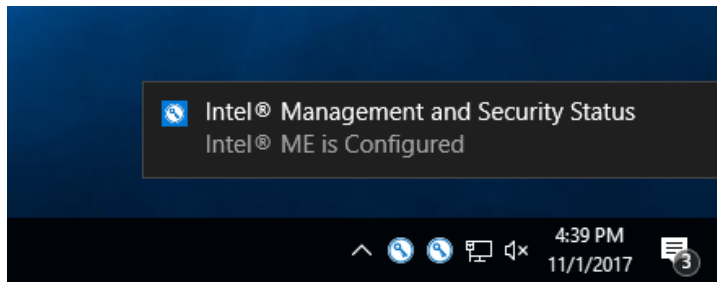 Intel® Management and Security Status
Intel® ME is Configured
4:39 PM
11/1/2017
3